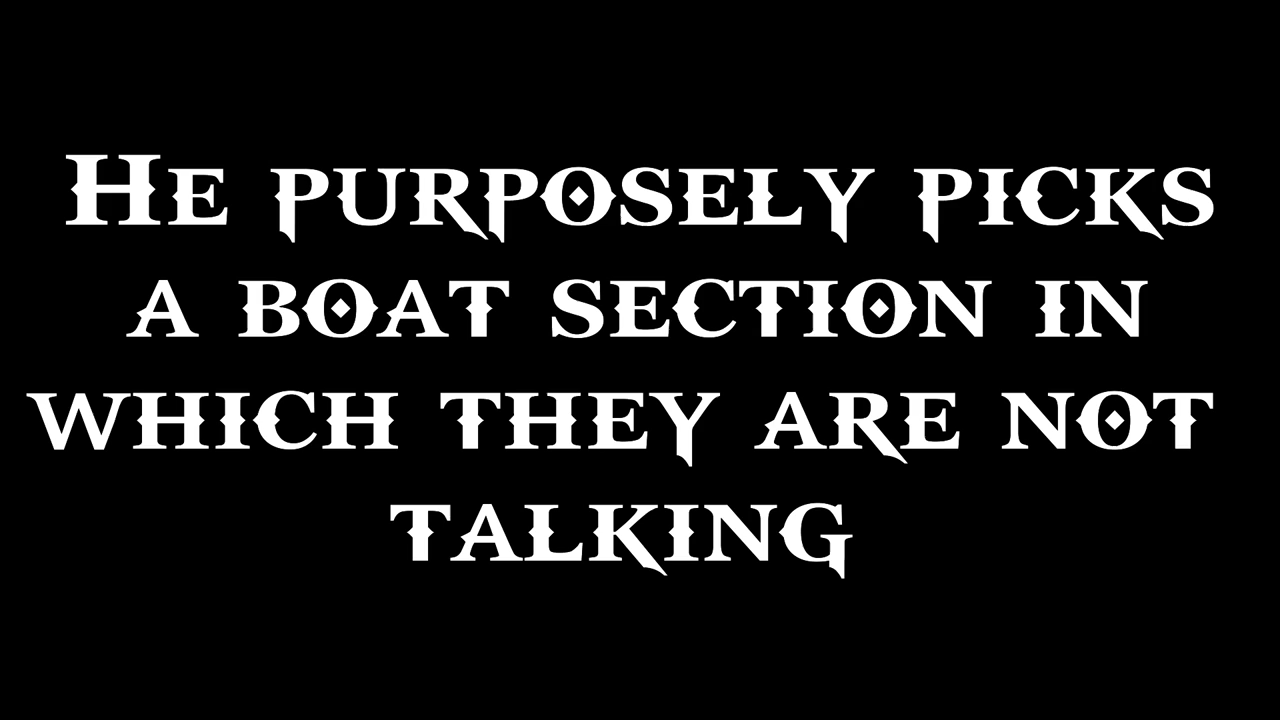 He purposely picks
a boat section in
which they are not
talking